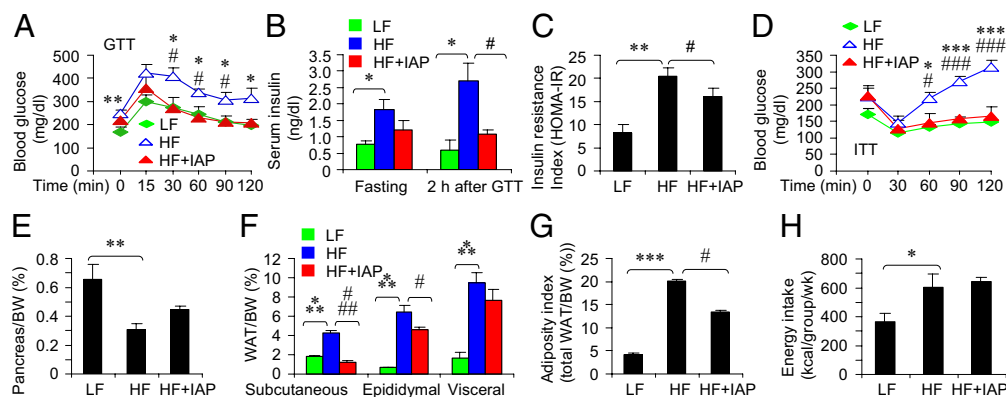 A
GTT
Blood glucose
(mg/dl)
500
400
300
200
100
0
**
*
#
*
#
*
#
*
LF
HF
HF+IAP
Time (min)
0 15 30 60 90 120
B
LF
HF
HF+IAP
Serum insulin
(ng/dl)
3.5
3.0
2.5
2.0
1.5
1.0
0.5
0
*
*
#
Fasting 2 h after GTT
C
Insulin resistance
Index (HOMA-IR)
30
25
20
15
10
5
0
**
#
LF HF HF+IAP
D
LF
HF
HF+IAP
Blood glucose
(mg/dl)
350
300
250
200
150
100
50
0
*
#
***
###
***
###
ITT
Time (min)
0 30 60 90 120
E
Pancreas/BW (%)
0.8
0.6
0.4
0.2
0
**
LF HF HF+IAP
F
LF
HF
HF+IAP
WAT/BW (%)
12
10
8
6
4
2
0
*
**
#
##
*
**
#
*
**
Subcutaneous Epididymal Visceral
G
Adiposity index
(total WAT/BW (%))
25
20
15
10
5
0
***
#
LF HF HF+IAP
H
Energy intake
(kcal/group/wk)
800
600
400
200
0
*
LF HF HF+IAP